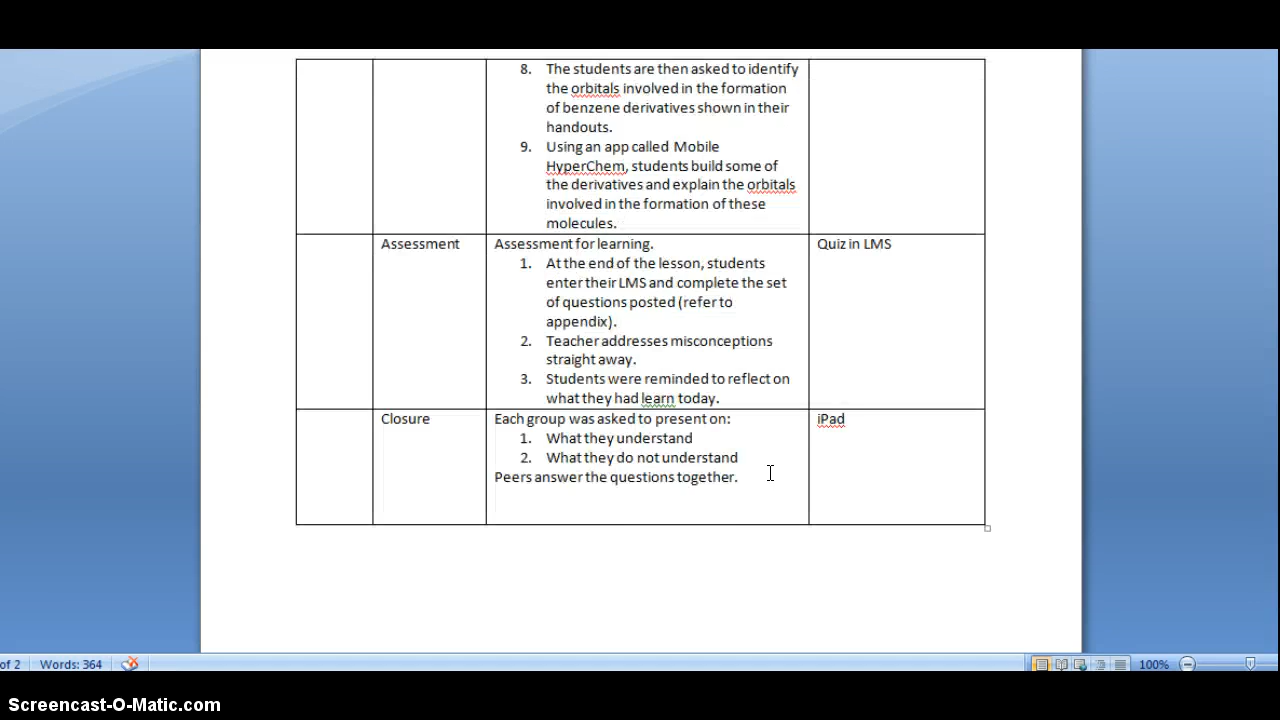 8. The students are then asked to identify
the orbitals involved in the formation
of benzene derivatives shown in their
handouts.
9. Using an app called Mobile
HyperChem, students build some of
the derivatives and explain the orbitals
involved in the formation of these
molecules.
Assessment
Assessment for learning.
1. At the end of the lesson, students
enter their LMS and complete the set
of questions posted (refer to
appendix).
2. Teacher addresses misconceptions
straight away.
3. Students were reminded to reflect on
what they had learn today.
Quiz in LMS
Closure
Each group was asked to present on:
1. What they understand
2. What they do not understand
Peers answer the questions together.
iPad
of 2 Words: 364
100%
Screencast-O-Matic.com